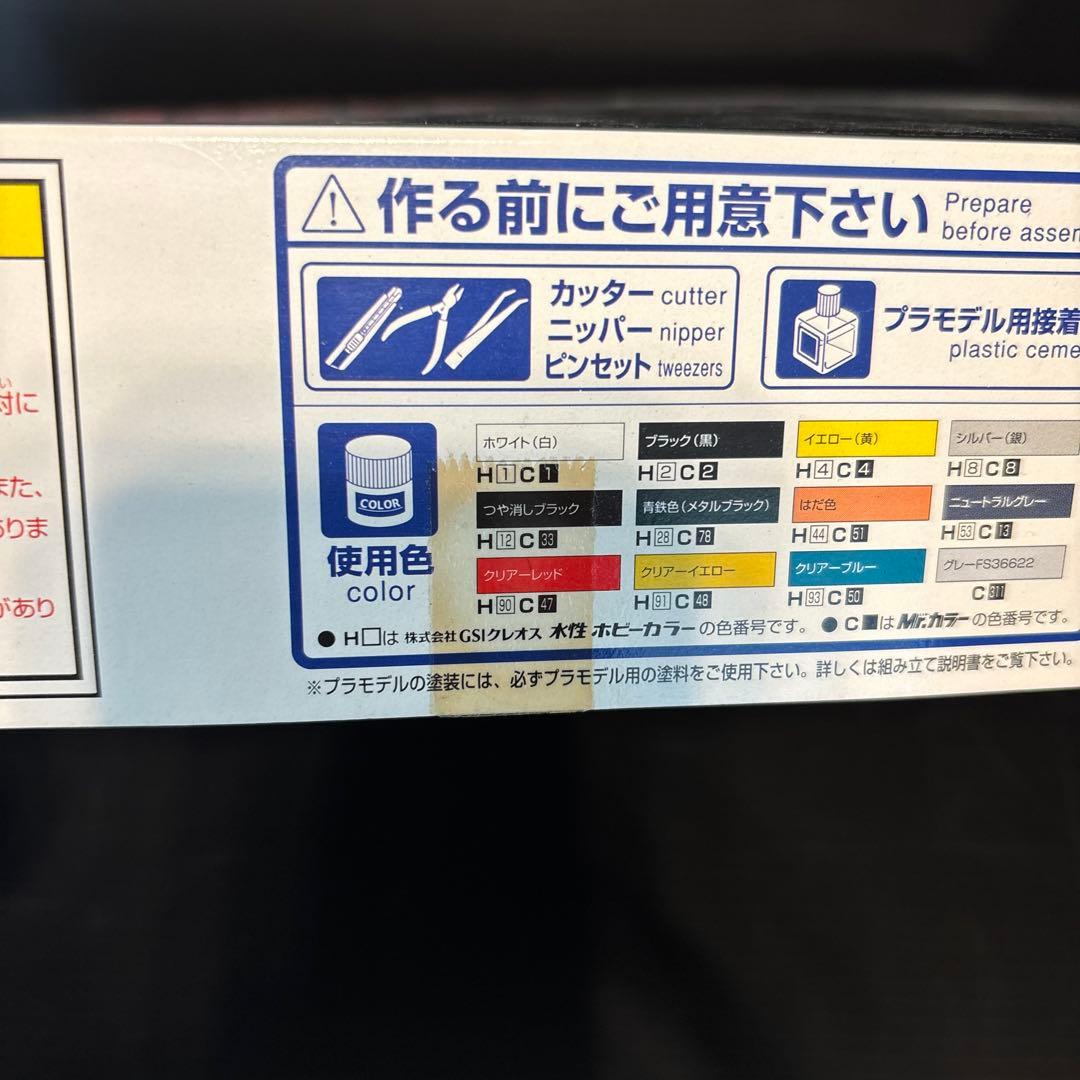 作る前にご用意下さい
Prepare
before assem
カッター cutter
ニッパー nipper
ピンセット tweezers
プラモデル用接着
plastic ceme
COLOR
使用色
color
ホワイト(白)
H1 C1
ブラック(黒)
H2 C2
イエロー(黄)
H4 C4
シルバー(銀)
H8 C8
つや消しブラック
H12 C33
青鉄色(メタルブラック)
H28 C78
はだ色
H44 C51
ニュートラルグレー
H53 C13
クリアーレッド
H90 C47
クリアーイエロー
H91 C48
クリアーブルー
H93 C50
グレーFS36622
C311
●H□は 株式会社GSIクレオス 水性 ホビーカラーの色番号です。 ●C■はMr.カラーの色番号です。
※プラモデルの塗装には、必ずプラモデル用の塗料をご使用下さい。詳しくは組み立て説明書をご覧下さい。
い
対に
また、
ありま
があり